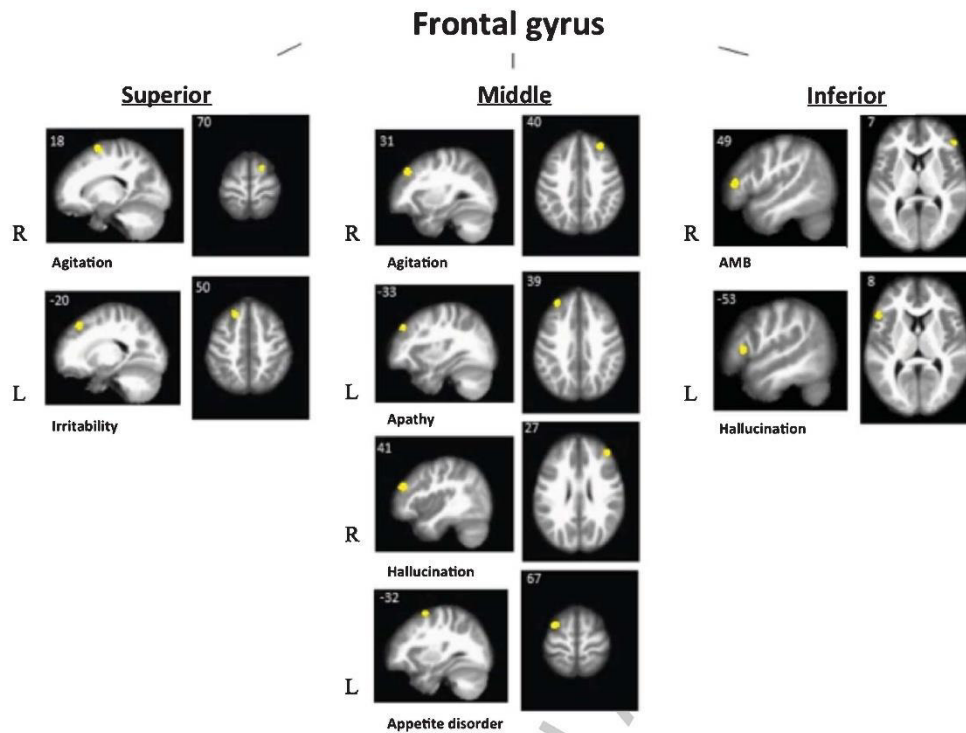 Frontal gyrus
Superior
18
70
R
Agitation
-20
50
L
Irritability
Middle
31
40
R
Agitation
-33
39
L
Apathy
41
27
R
Hallucination
-32
67
L
Appetite disorder
Inferior
49
7
R
AMB
-53
8
L
Hallucination